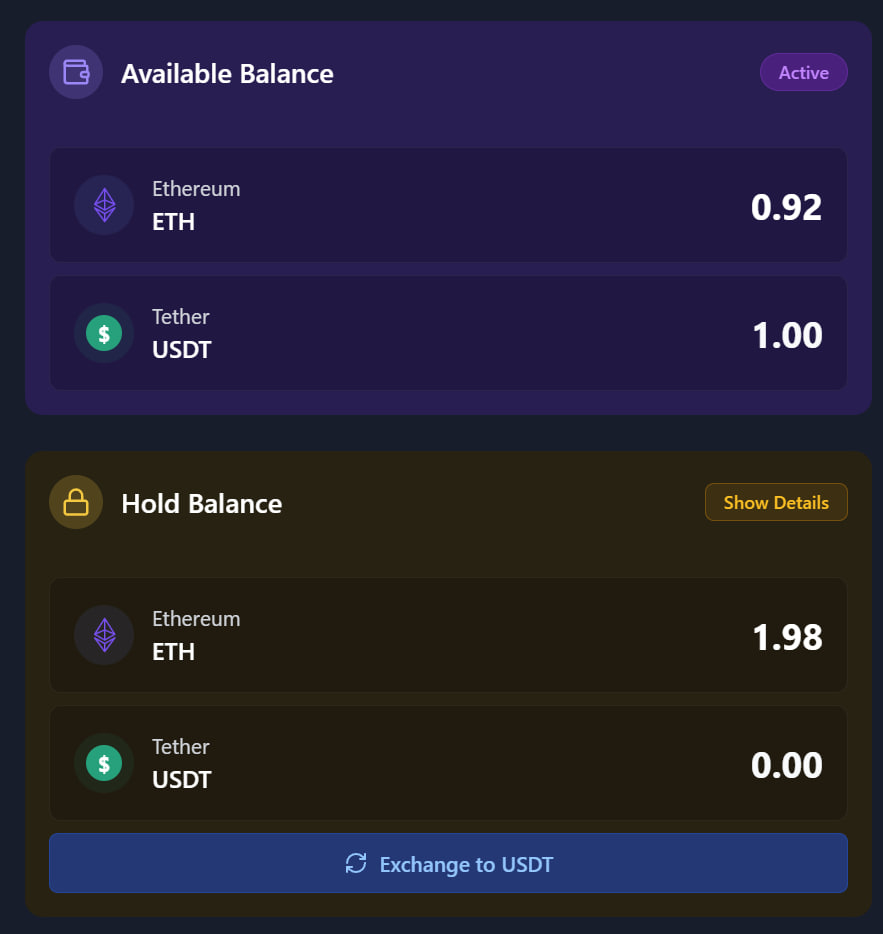 Available Balance
Active
Ethereum
ETH
0.92
Tether
USDT
1.00
Hold Balance
Show Details
Ethereum
ETH
1.98
Tether
USDT
0.00
Exchange to USDT